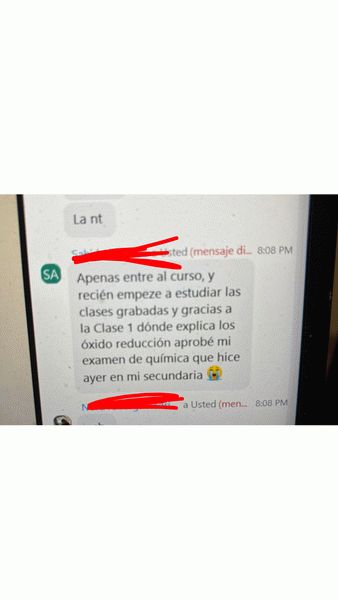 La nt
Usted (mensaje di... 8:08 PM
SA
Apenas entre al curso, y
recién empeze a estudiar las
clases grabadas y gracias a
la Clase 1 dónde explica los
óxido reducción aprobé mi
examen de química que hice
ayer en mi secundaria 😭
a Usted (men... 8:08 PM